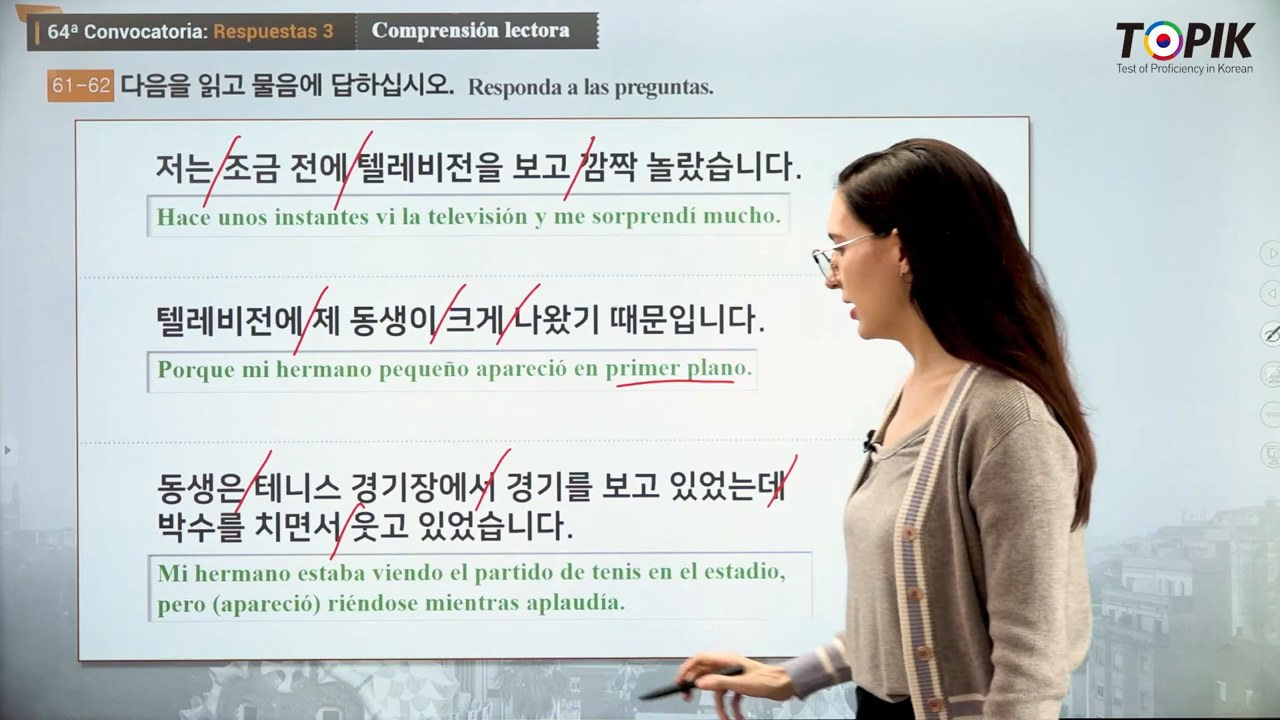 64ª Convocatoria: Respuestas 3 Comprensión lectora
TOPIK
Test of Proficiency in Korean
61-62 다음을 읽고 물음에 답하십시오. Responda a las preguntas.
저는 조금 전에 텔레비전을 보고 깜짝 놀랐습니다.
Hace unos instantes vi la televisión y me sorprendí mucho.
텔레비전에 제 동생이 크게 나왔기 때문입니다.
Porque mi hermano pequeño apareció en primer plano.
동생은 테니스 경기장에서 경기를 보고 있었는데
박수를 치면서 웃고 있었습니다.
Mi hermano estaba viendo el partido de tenis en el estadio,
pero (apareció) riéndose mientras aplaudía.